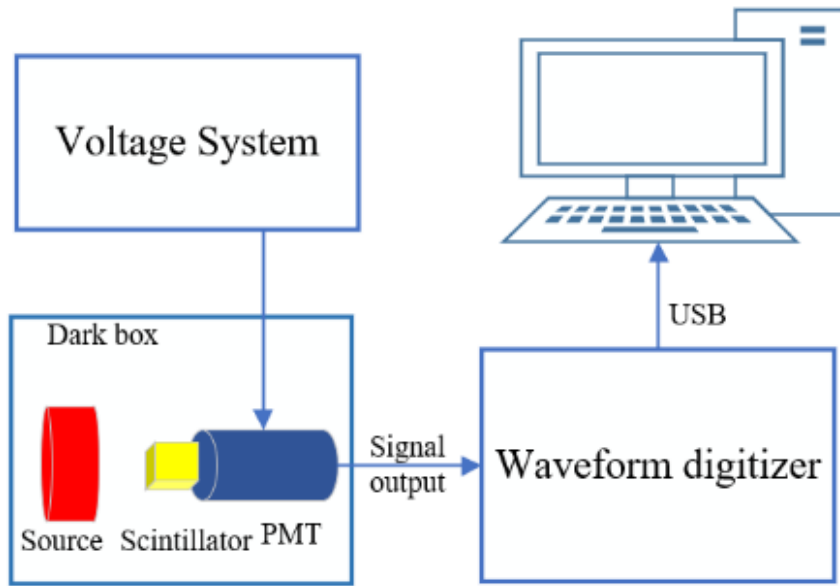 Voltage System
Dark box
USB
Signal
output
Waveform digitizer
Source
Scintillator
PMT